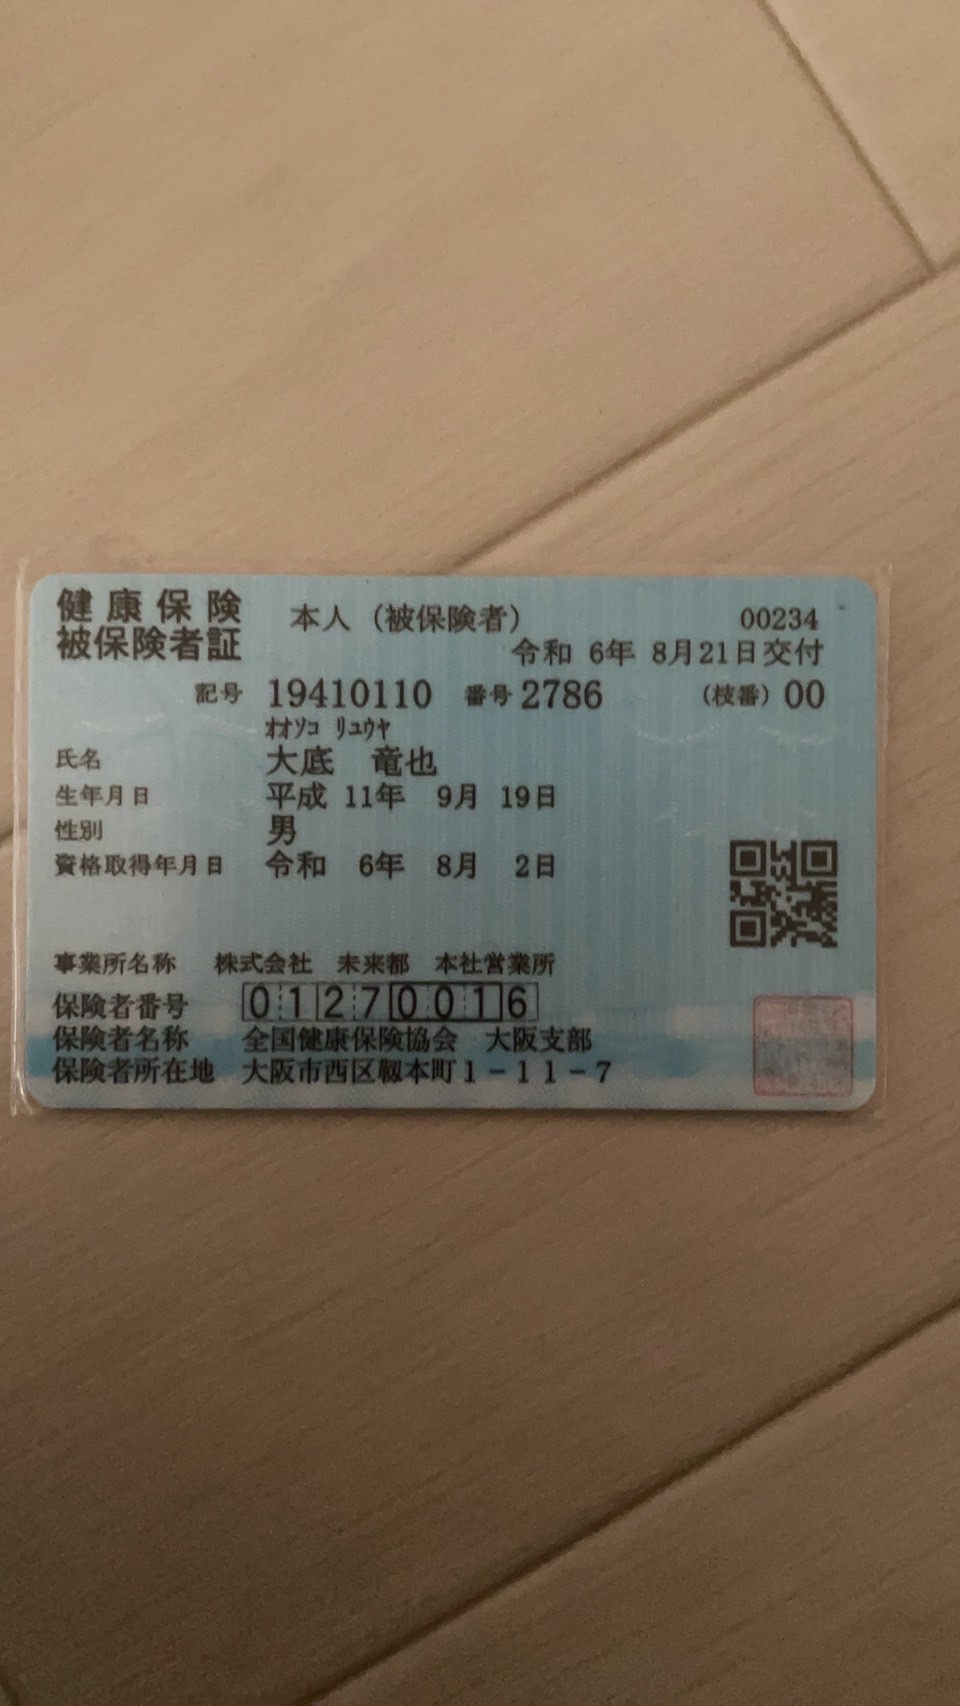 健康保険 本人（被保険者） 00234
被保険者証 令和 6年 8月21日交付
記号 19410110 番号 2786 （枝番）00
ｵｵｿｺ ﾘﾕｳﾔ
氏名 大底 竜也
生年月日 平成 11年 9月 19日
性別 男
資格取得年月日 令和 6年 8月 2日
事業所名称 株式会社 未来都 本社営業所
保険者番号 01270016
保険者名称 全国健康保険協会 大阪支部
保険者所在地 大阪市西区靱本町１－１１－７